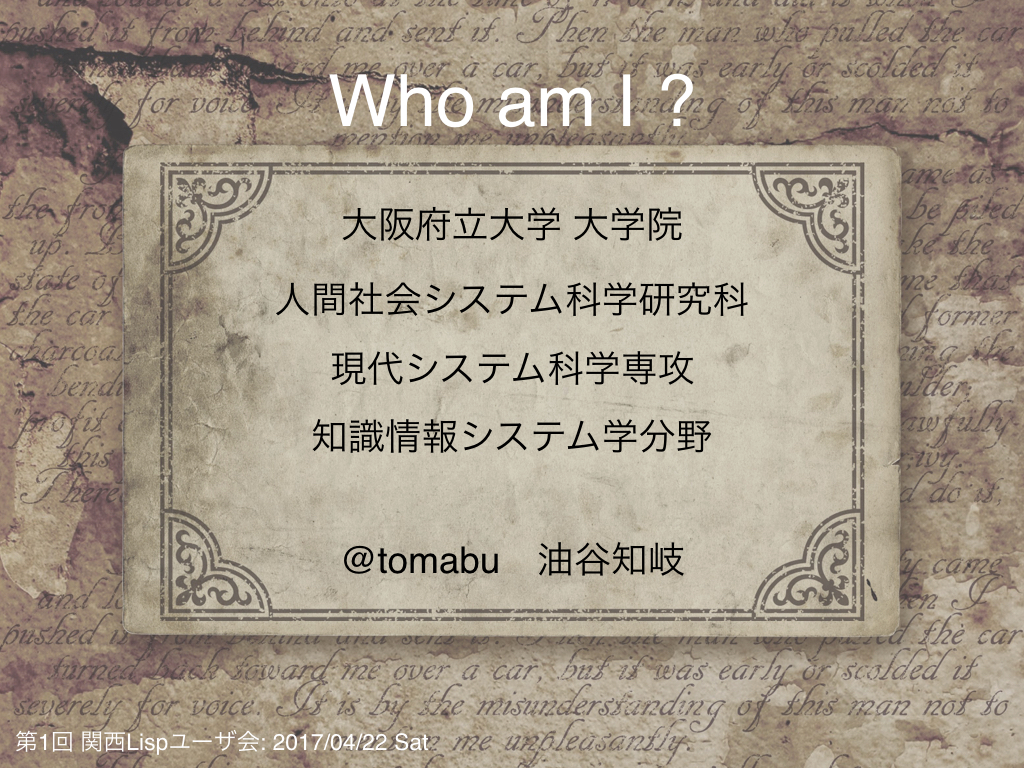 Who am I ?
大阪府立大学 大学院
人間社会システム科学研究科
現代システム科学専攻
知識情報システム学分野
@tomabu 油谷知岐
第1回 関西Lispユーザ会: 2017/04/22 Sat